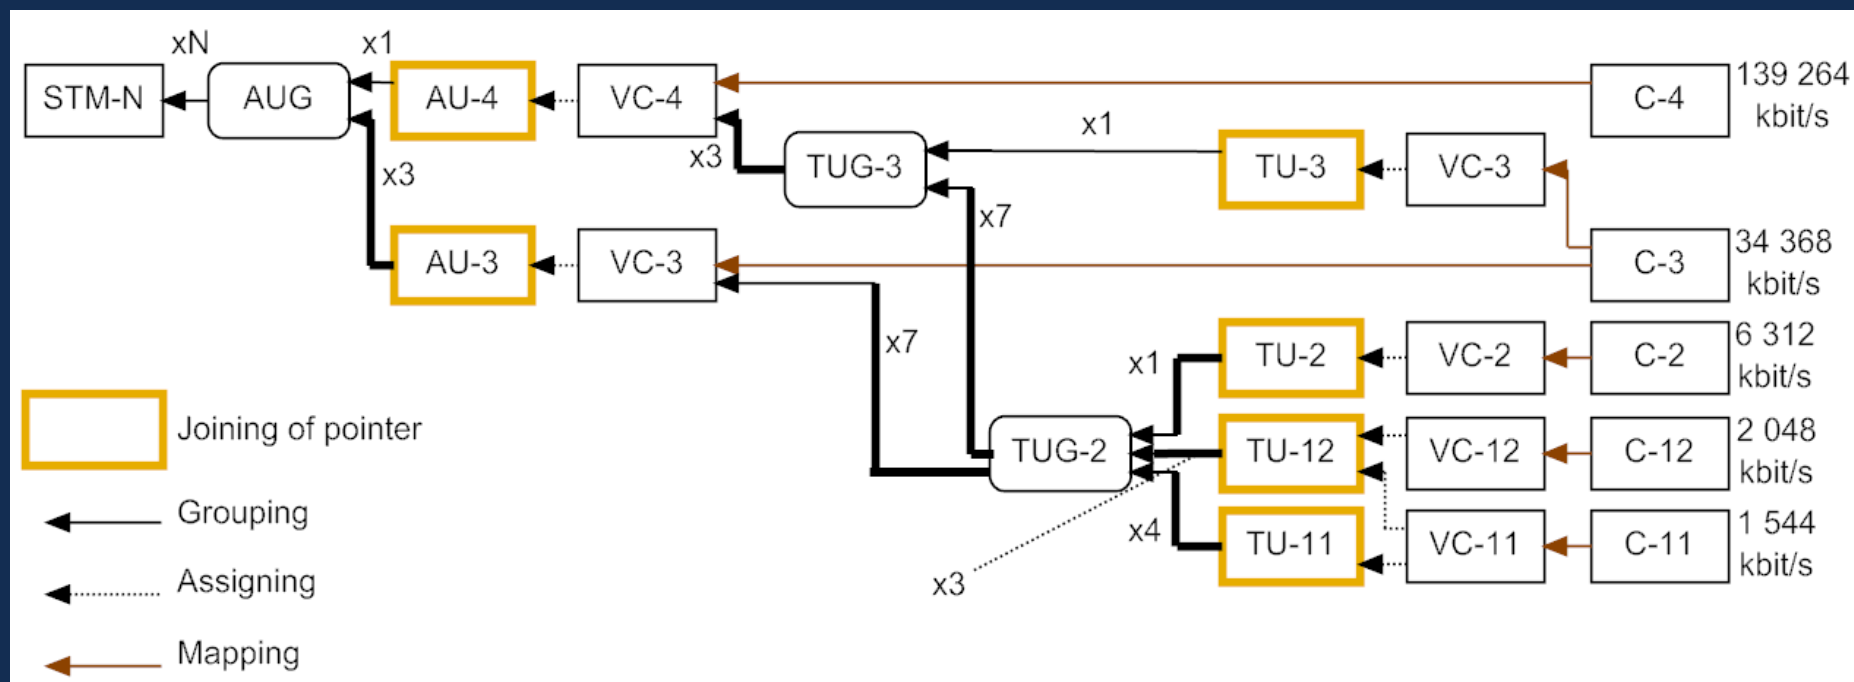 xN
x1
STM-N
AUG
AU-4
VC-4
C-4
139 264
kbit/s
x3
x3
TUG-3
x1
TU-3
VC-3
x7
AU-3
VC-3
C-3
34 368
kbit/s
x7
x1
TU-2
VC-2
C-2
6 312
kbit/s
Joining of pointer
TUG-2
TU-12
VC-12
C-12
2 048
kbit/s
Grouping
x4
TU-11
VC-11
C-11
1 544
kbit/s
x3
Assigning
Mapping